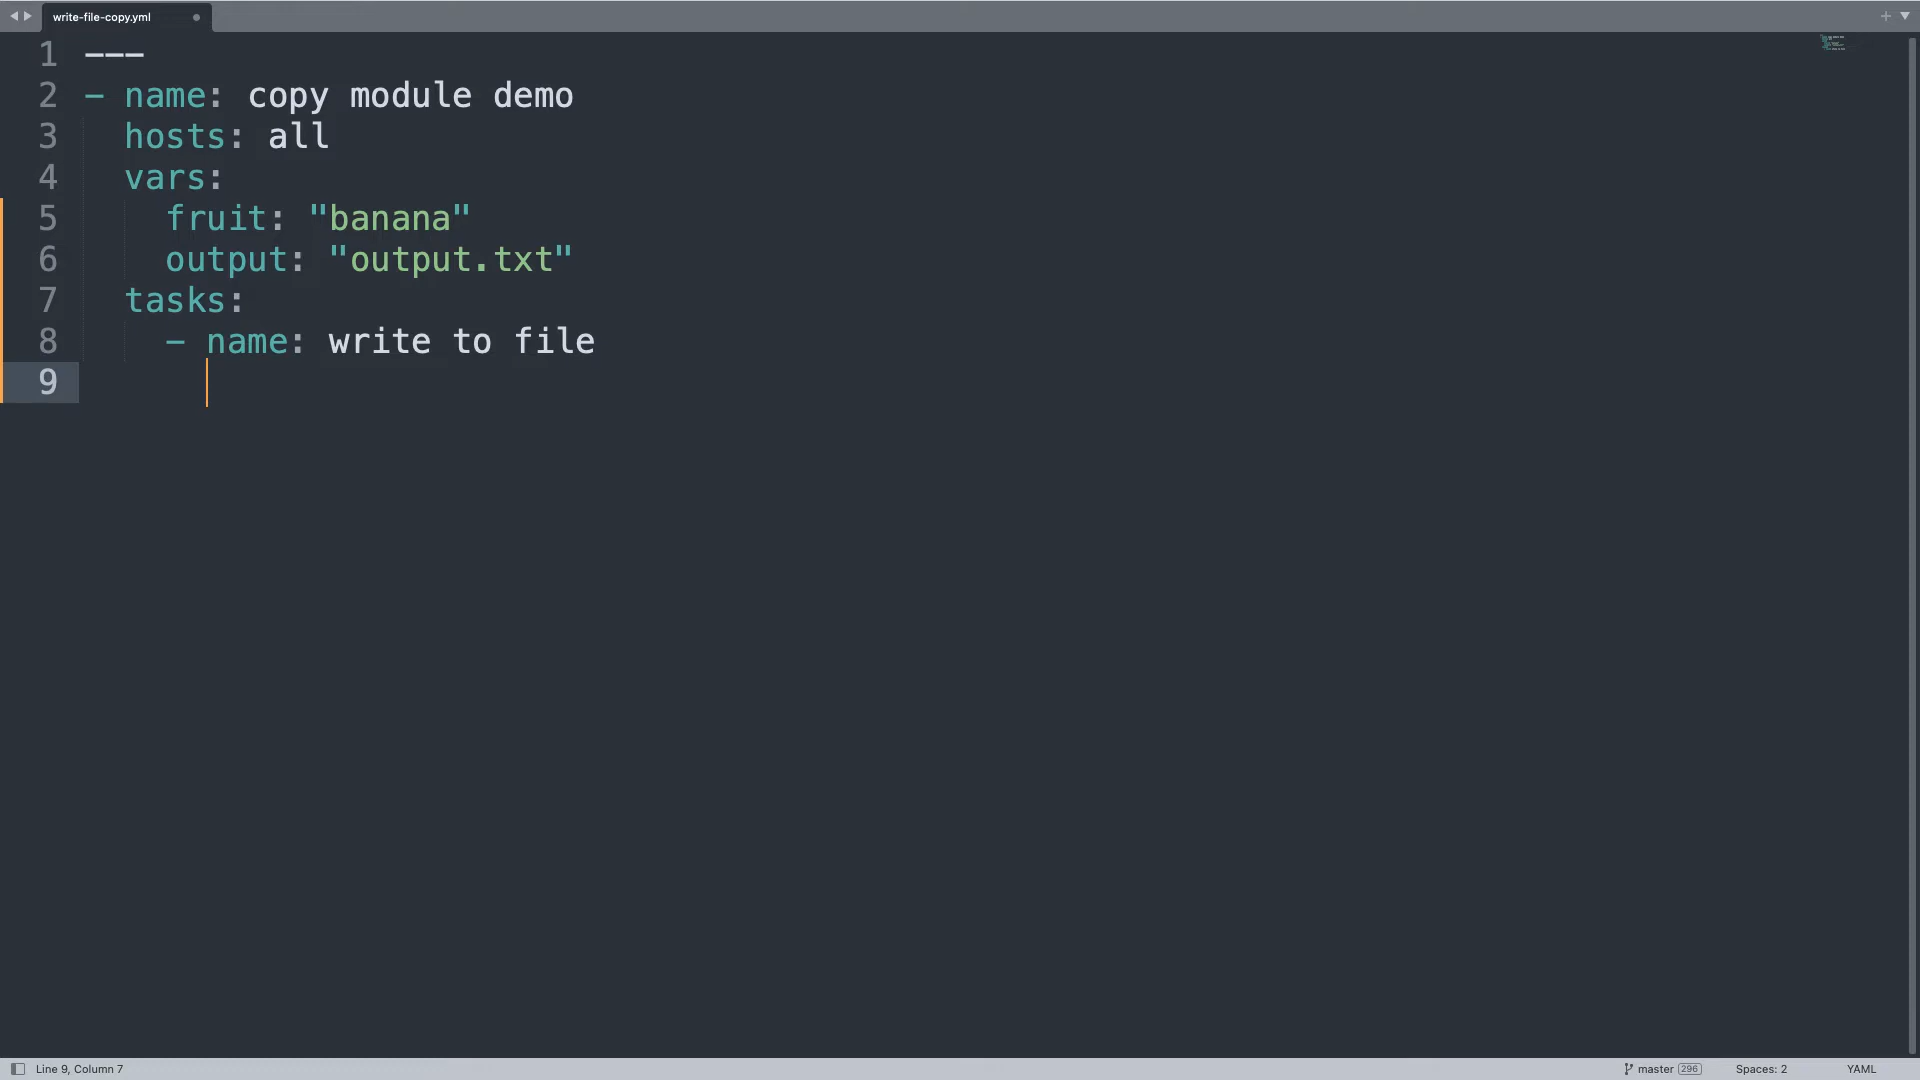 write-file-copy.yml
1 ---
2 - name: copy module demo
3 hosts: all
4 vars:
5 fruit: "banana"
6 output: "output.txt"
7 tasks:
8 - name: write to file
9
Line 9, Column 7 master 296 Spaces: 2 YAML